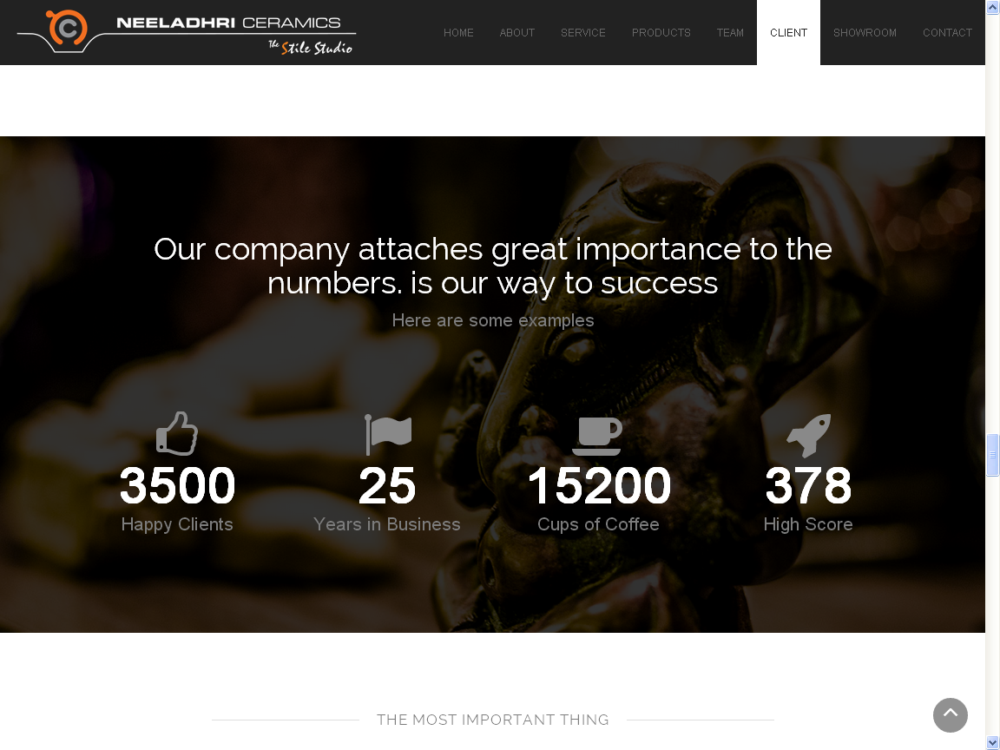 NEELADHRI CERAMICS
The Stile Studio
HOME ABOUT SERVICE PRODUCTS TEAM CLIENT SHOWROOM CONTACT
Our company attaches great importance to the
numbers. is our way to success
Here are some examples
3500 25 15200 378
Happy Clients Years in Business Cups of Coffee High Score
THE MOST IMPORTANT THING